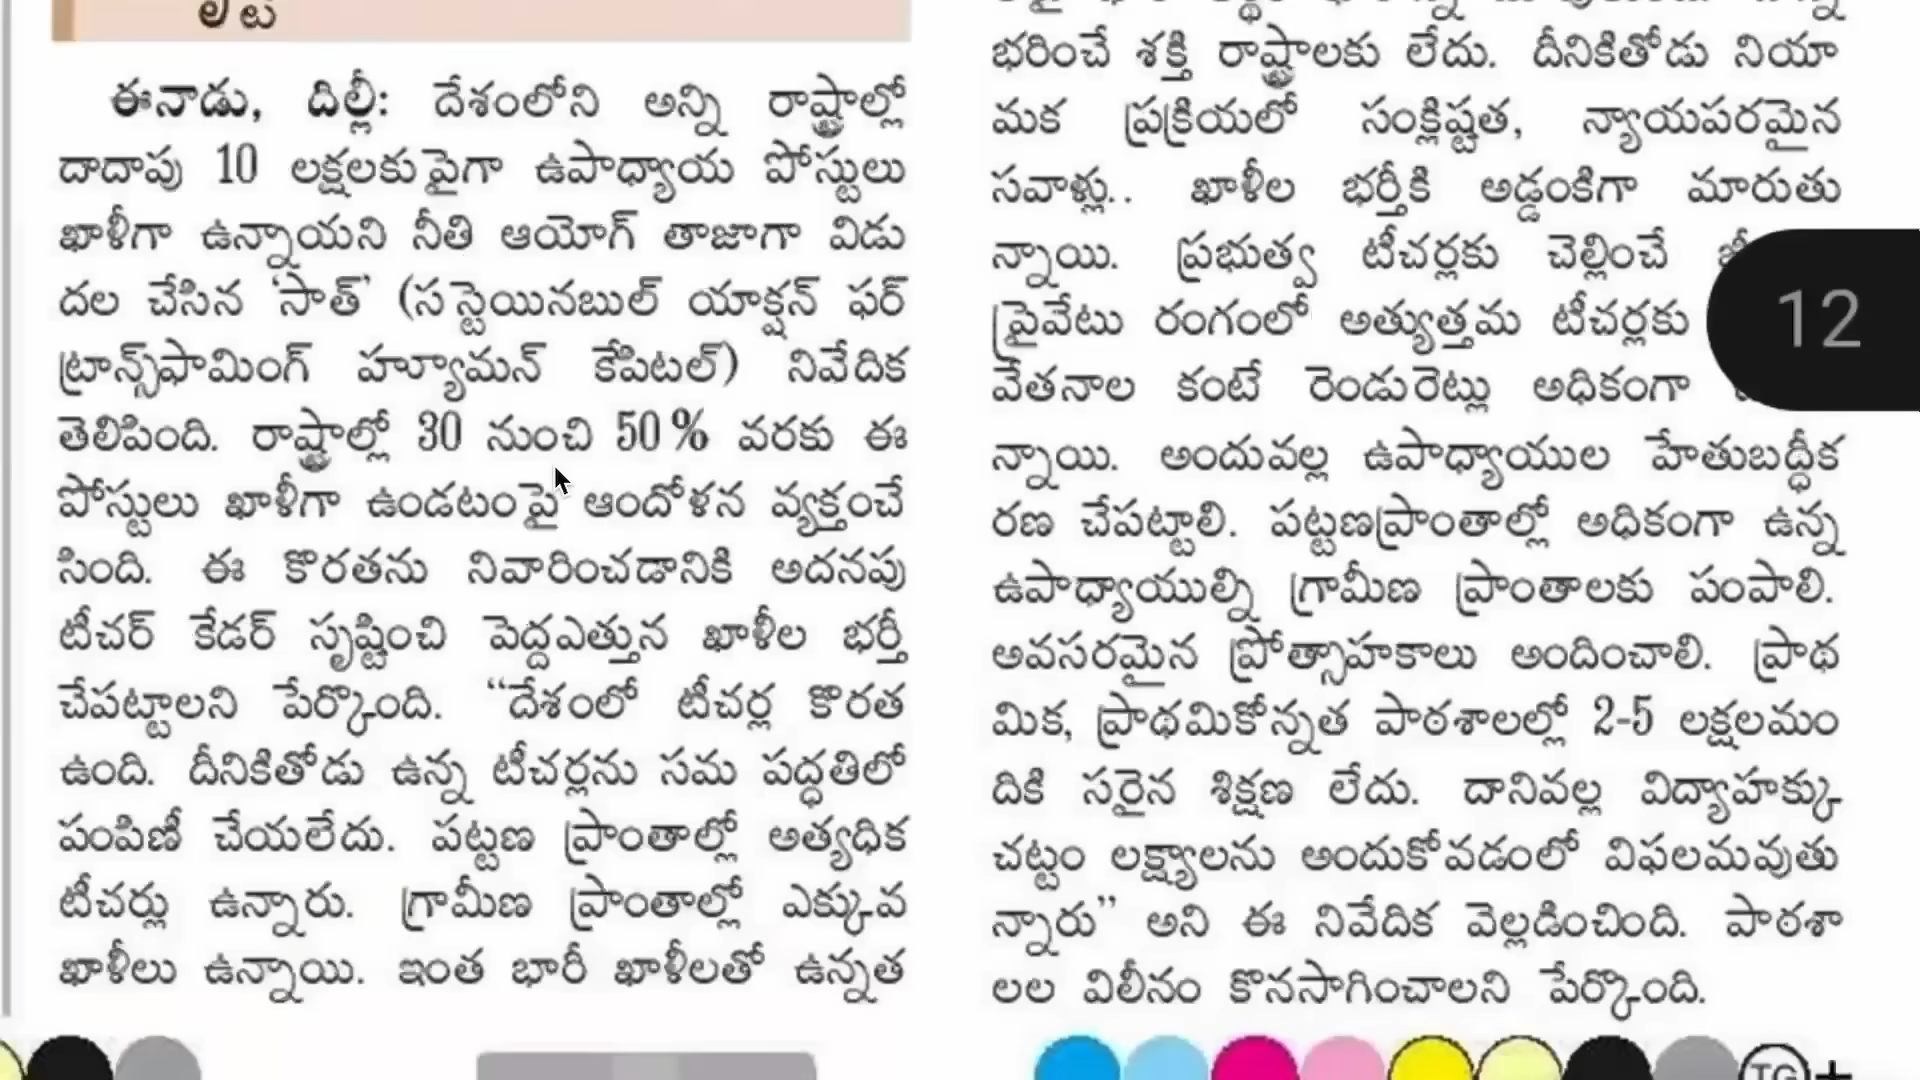 ఈనాడు, దిల్లీ: దేశంలోని అన్ని రాష్ట్రాల్లో
దాదాపు 10 లక్షలకుపైగా ఉపాధ్యాయ పోస్టులు
ఖాళీగా ఉన్నాయని నీతి ఆయోగ్ తాజాగా విడు
దల చేసిన ‘సాత్’ (సస్టెయినబుల్ యాక్షన్ ఫర్
ట్రాన్స్‌ఫామింగ్ హ్యూమన్ కేపిటల్) నివేదిక
తెలిపింది. రాష్ట్రాల్లో 30 నుంచి 50% వరకు ఈ
పోస్టులు ఖాళీగా ఉండటంపై ఆందోళన వ్యక్తంచే
సింది. ఈ కొరతను నివారించడానికి అదనపు
టీచర్ కేడర్ సృష్టించి పెద్దఎత్తున ఖాళీల భర్తీ
చేపట్టాలని పేర్కొంది. “దేశంలో టీచర్ల కొరత
ఉంది. దీనికితోడు ఉన్న టీచర్లను సమ పద్ధతిలో
పంపిణీ చేయలేదు. పట్టణ ప్రాంతాల్లో అత్యధిక
టీచర్లు ఉన్నారు. గ్రామీణ ప్రాంతాల్లో ఎక్కువ
ఖాళీలు ఉన్నాయి. ఇంత భారీ ఖాళీలతో ఉన్నత
భరించే శక్తి రాష్ట్రాలకు లేదు. దీనికితోడు నియా
మక ప్రక్రియలో సంక్లిష్టత, న్యాయపరమైన
సవాళ్లు.. ఖాళీల భర్తీకి అడ్డంకిగా మారుతు
న్నాయి. ప్రభుత్వ టీచర్లకు చెల్లించే
ప్రైవేటు రంగంలో అత్యుత్తమ టీచర్లకు
వేతనాల కంటే రెండురెట్లు అధికంగా
న్నాయి. అందువల్ల ఉపాధ్యాయుల హేతుబద్ధీక
రణ చేపట్టాలి. పట్టణప్రాంతాల్లో అధికంగా ఉన్న
ఉపాధ్యాయుల్ని గ్రామీణ ప్రాంతాలకు పంపాలి.
అవసరమైన ప్రోత్సాహకాలు అందించాలి. ప్రాథ
మిక, ప్రాథమికోన్నత పాఠశాలల్లో 2-5 లక్షలమం
దికి సరైన శిక్షణ లేదు. దానివల్ల విద్యాహక్కు
చట్టం లక్ష్యాలను అందుకోవడంలో విఫలమవుతు
న్నారు” అని ఈ నివేదిక వెల్లడించింది. పాఠశా
లల విలీనం కొనసాగించాలని పేర్కొంది.
12